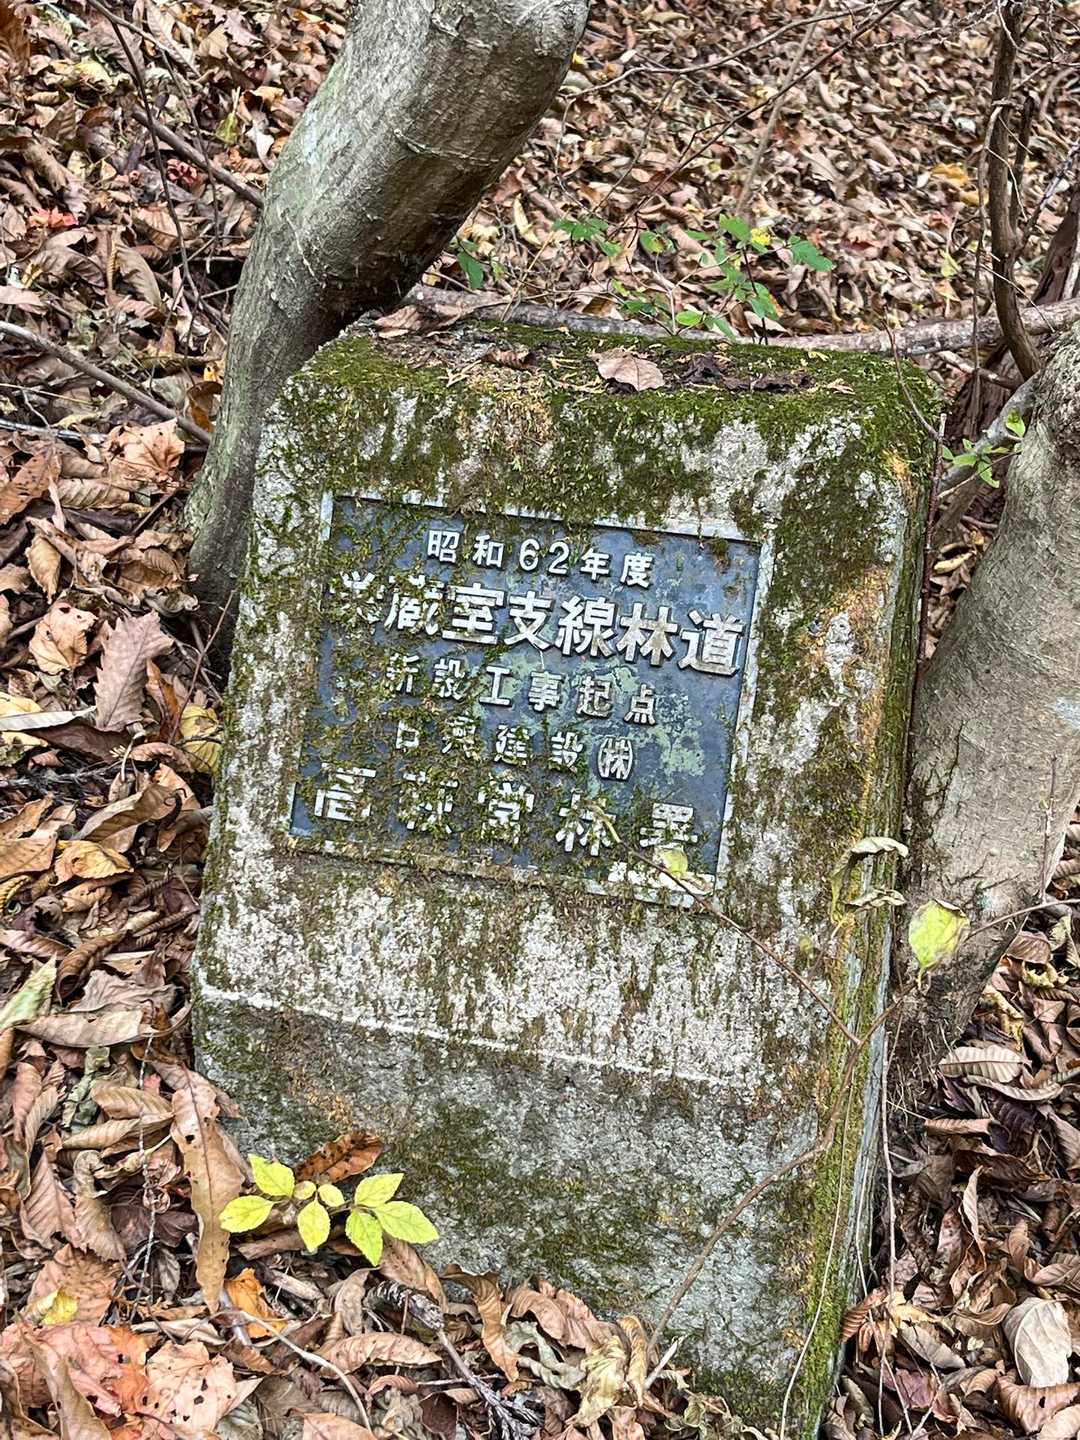 昭和62年度
蔵室支線林道
新設工事起点
建設㈱
高萩営林署